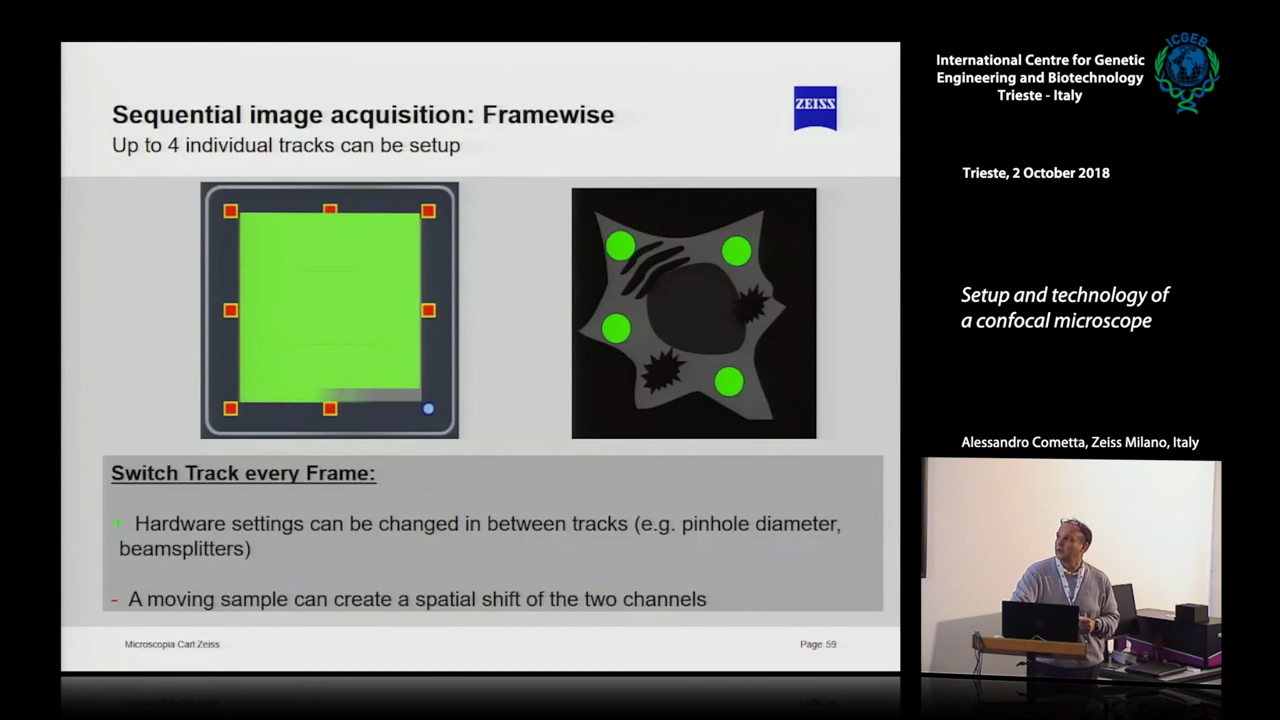 Sequential image acquisition: Framewise
Up to 4 individual tracks can be setup
ZEISS
Switch Track every Frame:
+ Hardware settings can be changed in between tracks (e.g. pinhole diameter,
beamsplitters)
- A moving sample can create a spatial shift of the two channels
Microscopia Carl Zeiss
Page 59
International Centre for Genetic
Engineering and Biotechnology
Trieste - Italy
ICGEB
Trieste, 2 October 2018
Setup and technology of
a confocal microscope
Alessandro Cometta, Zeiss Milano, Italy